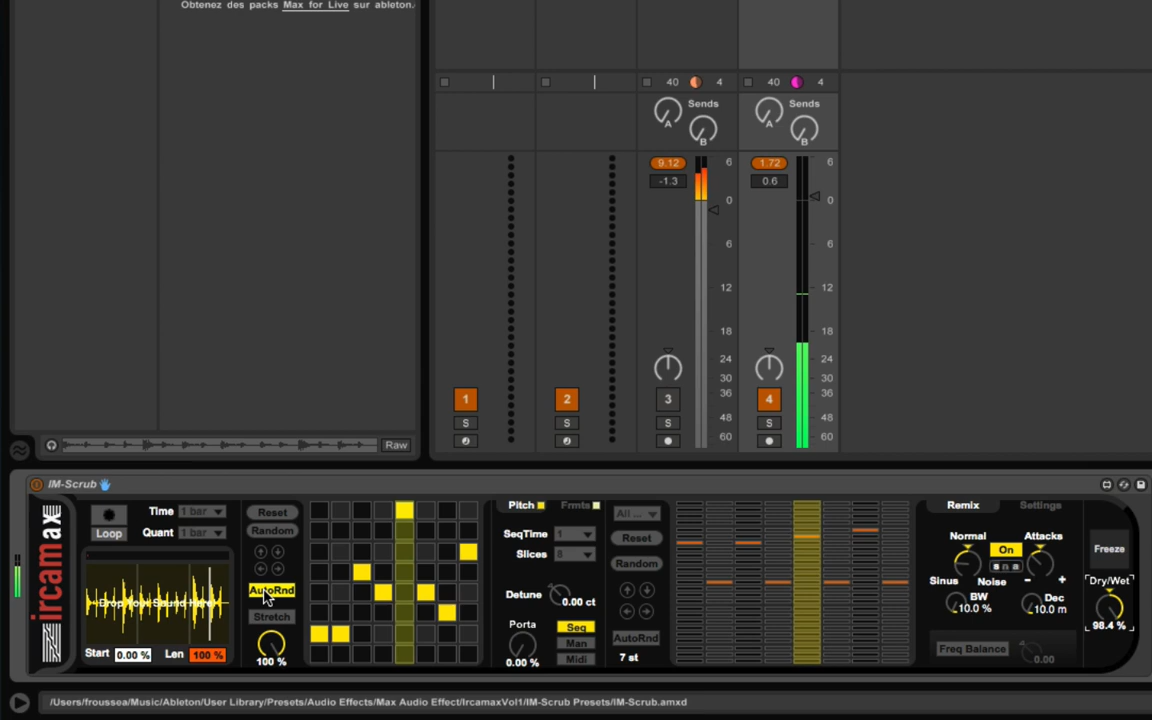 Obtenez des packs Max for Live sur ableton.
40 4 40 4
Sends Sends
A B A B
9.12 6 1.72 6
-1.3 0.6
0 0
6 6
12 12
18 18
24 24
30 30
1 2 3 4 36 36
S S S S 48 48
60 60
Raw
IM-Scrub
ircamax
Loop
Time 1 bar
Quant 1 bar
Drop Your Sound Here
Start 0.00 % Len 100 %
Reset
Random
AutoRnd
Stretch
100 %
Pitch Frmts
SeqTime 1
Slices 8
Detune 0.00 ct
Porta 0.00 %
Seq
Man
Midi
All ...
Reset
Random
AutoRnd
7 st
Remix Settings
Normal On Attacks
Sinus Noise - +
BW 10.0 % Dec 10.0 m
Freq Balance 0.00
Freeze
Dry/Wet
98.4 %
/Users/froussea/Music/Ableton/User Library/Presets/Audio Effects/Max Audio Effect/IrcamaxVol1/IM-Scrub Presets/IM-Scrub.amxd